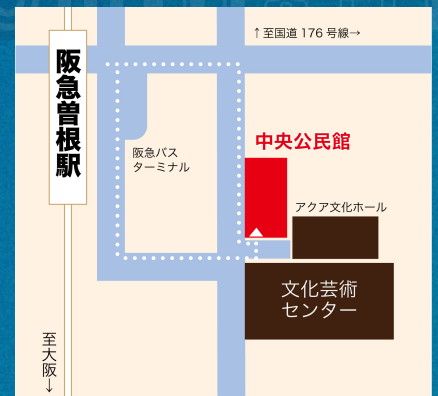 ↑至国道176号線→
阪急曽根駅
中央公民館
阪急バス
ターミナル
アクア文化ホール
文化芸術
センター
至大阪↓